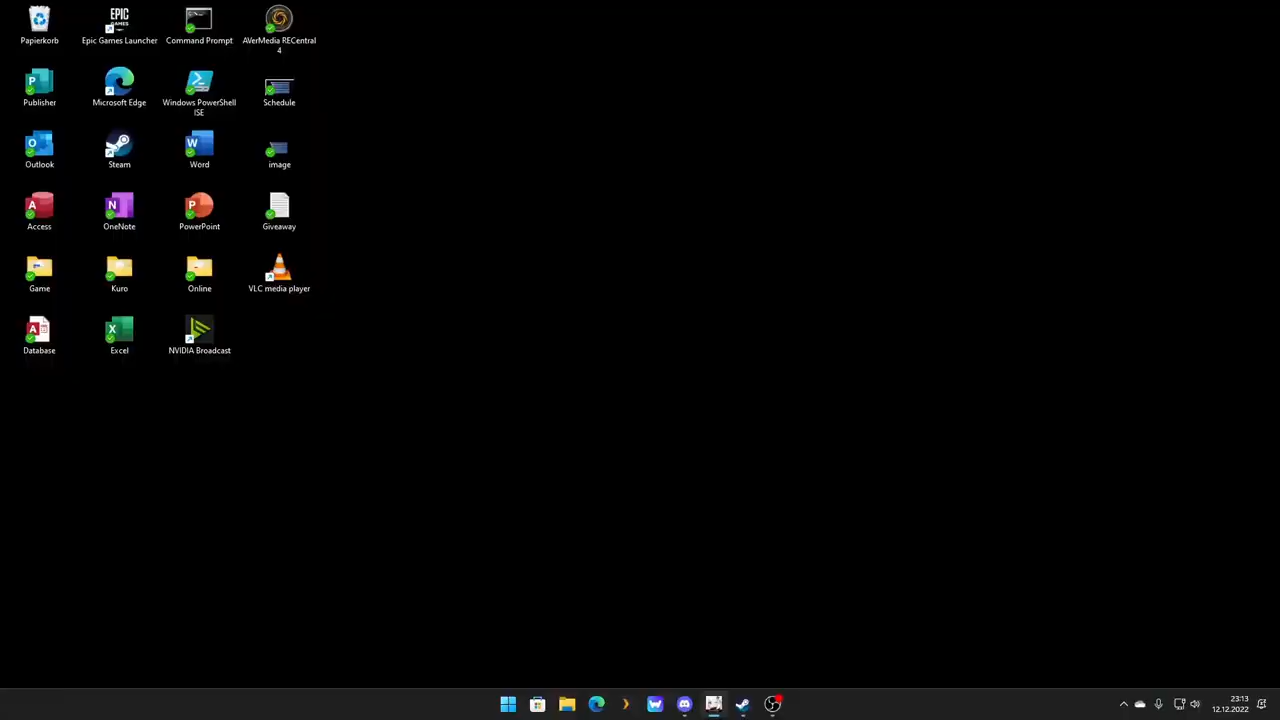 Papierkorb
EPIC
GAMES
Epic Games Launcher
Command Prompt
AVerMedia RECentral
4
Publisher
Microsoft Edge
Windows PowerShell
ISE
Schedule
Outlook
Steam
Word
image
Access
OneNote
PowerPoint
Giveaway
Game
Kuro
Online
VLC media player
Database
Excel
NVIDIA Broadcast
23:13
12.12.2022